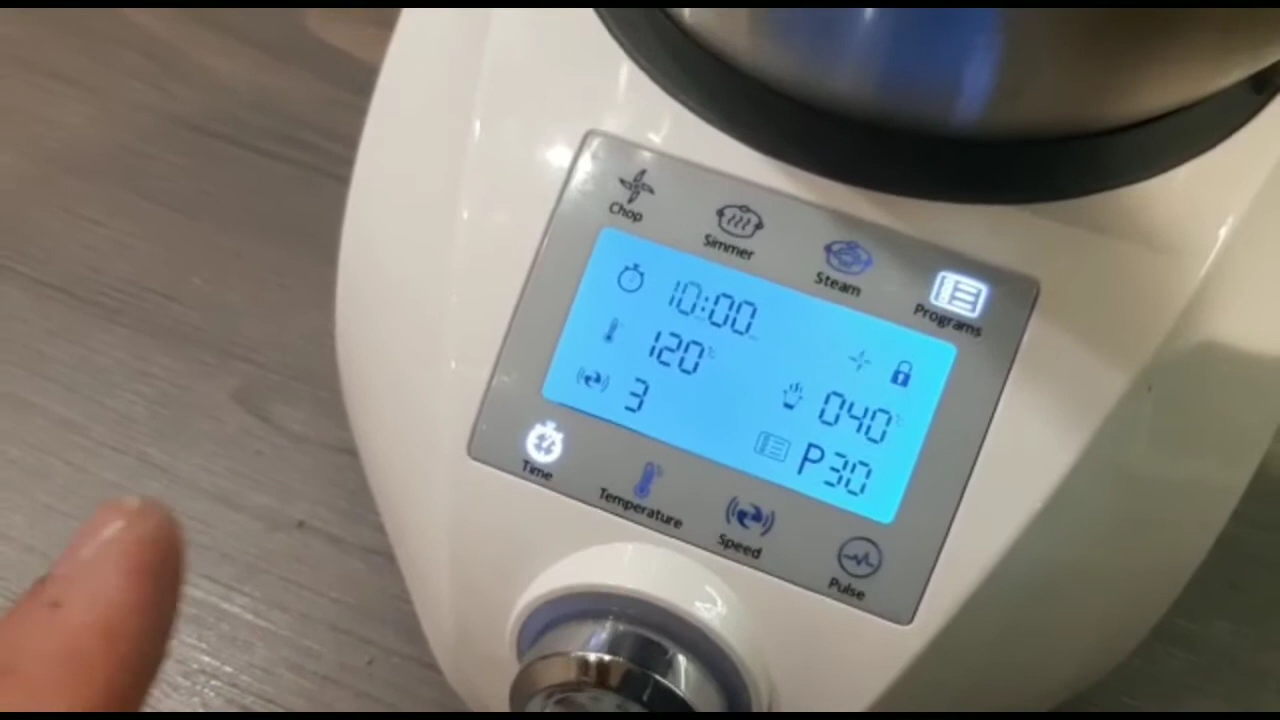 Chop
Simmer
Steam
Programs
10:00
120°C
3
040°C
P30
Time
Temperature
Speed
Pulse